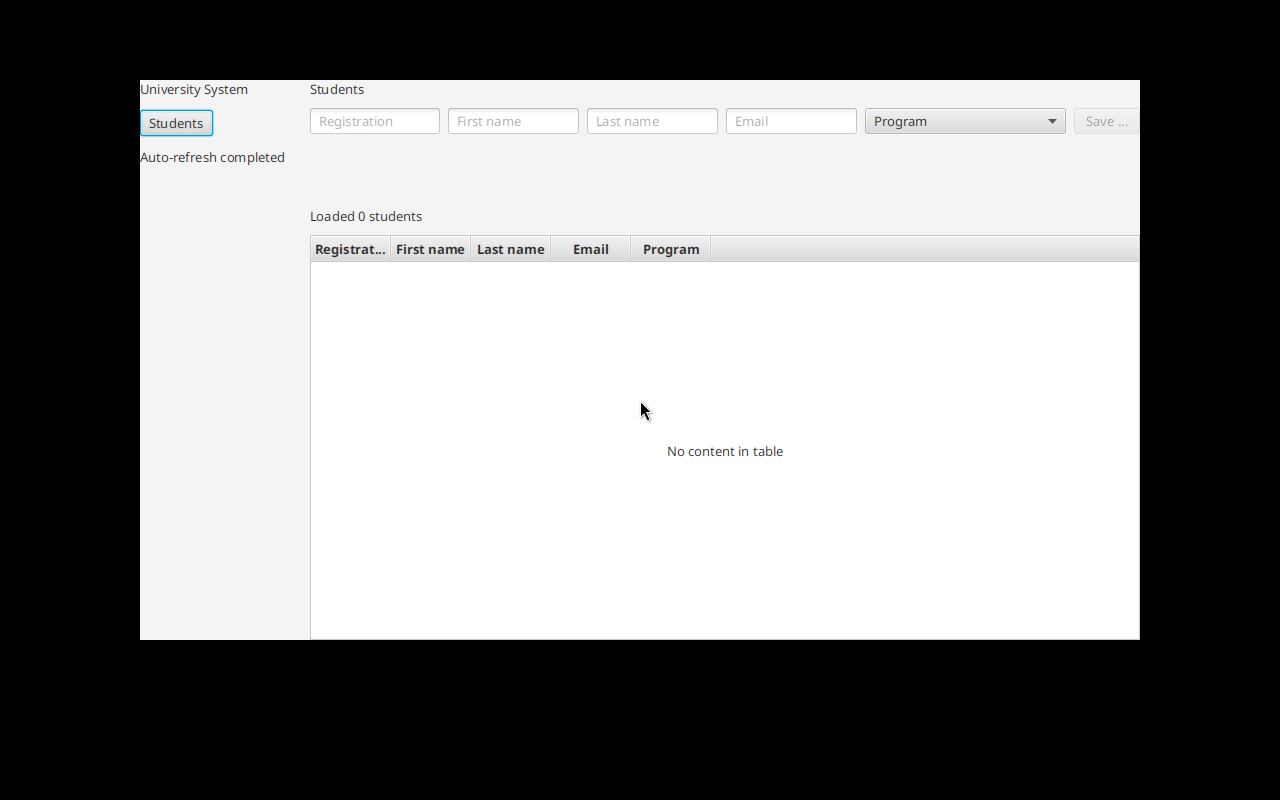 University System
Students
Students
Registration First name Last name Email Program Save ...
Auto-refresh completed
Loaded 0 students
Registrat... First name Last name Email Program
No content in table